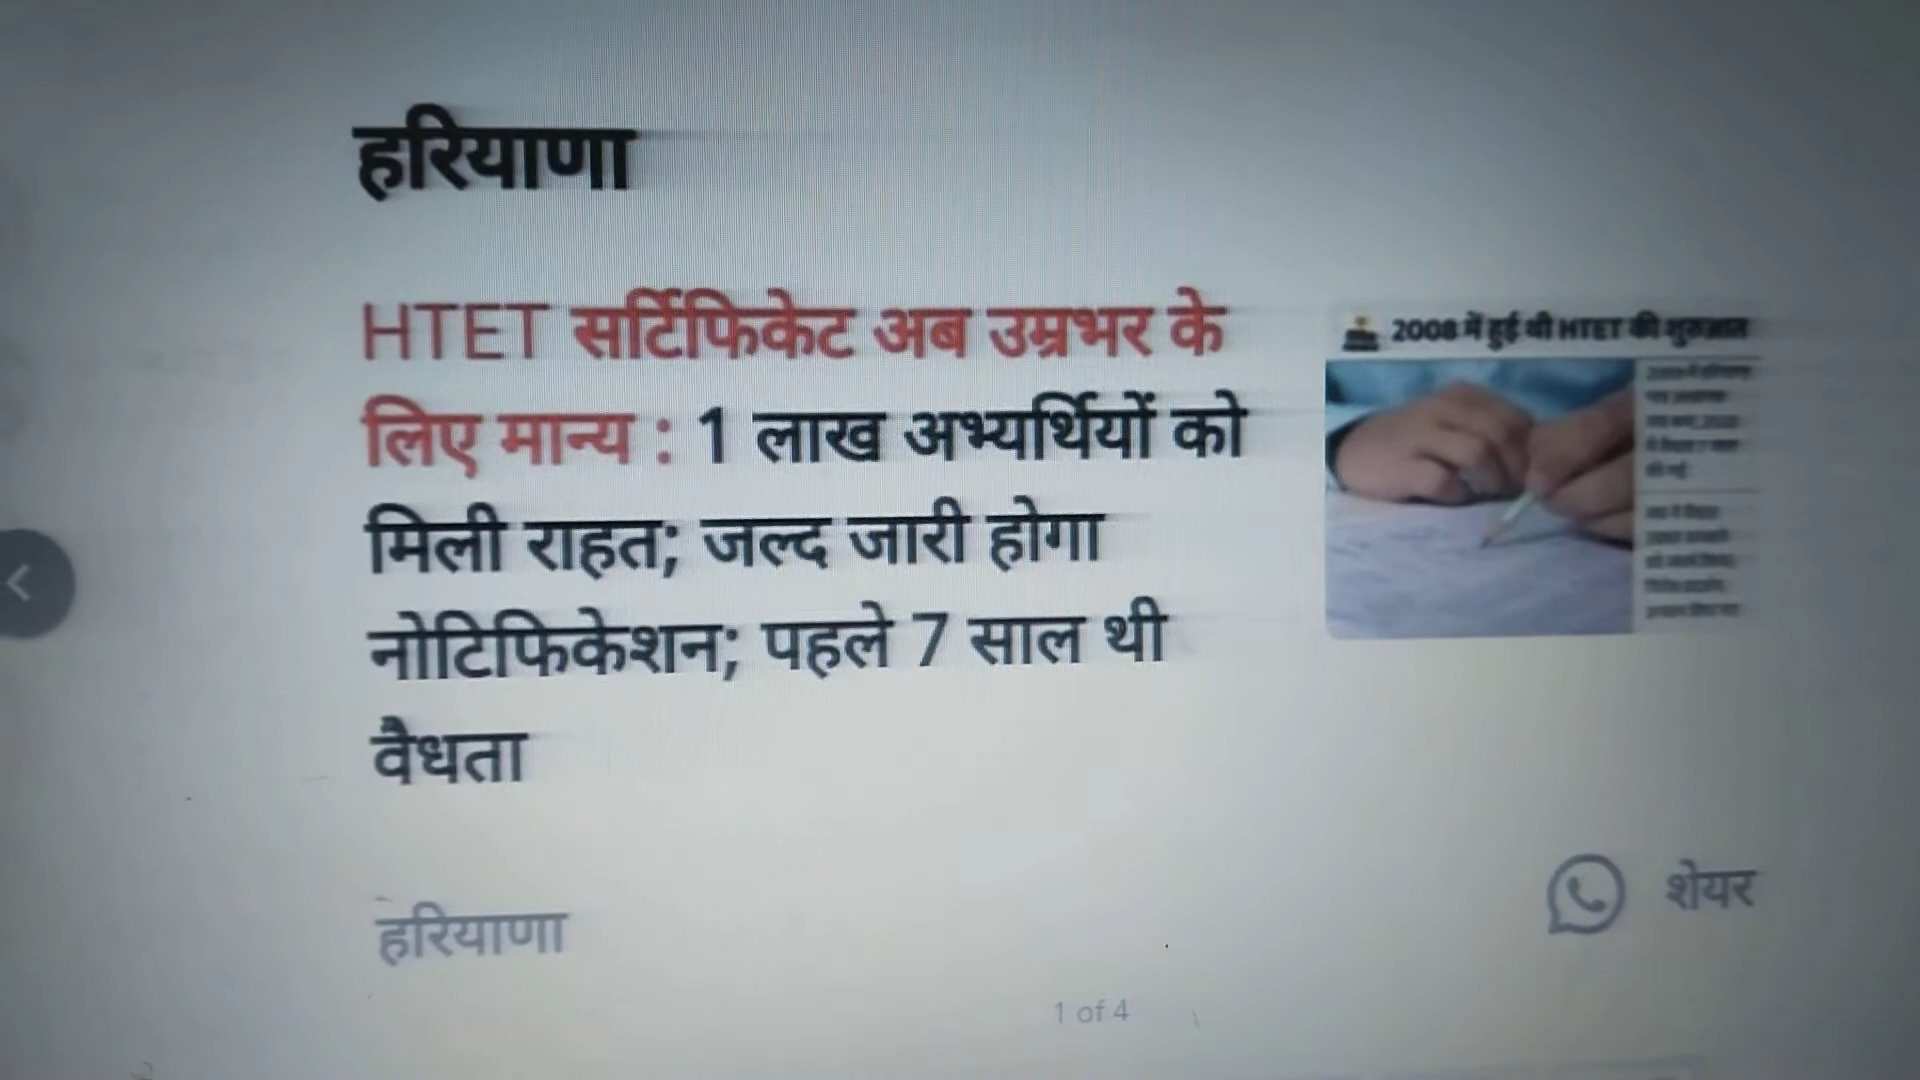 हरियाणा
HTET सर्टिफिकेट अब उम्रभर के
लिए मान्य : 1 लाख अभ्यर्थियों को
मिली राहत; जल्द जारी होगा
नोटिफिकेशन; पहले 7 साल थी
वैधता
2008 में हुई थी HTET की शुरुआत
हरियाणा
शेयर
1 of 4